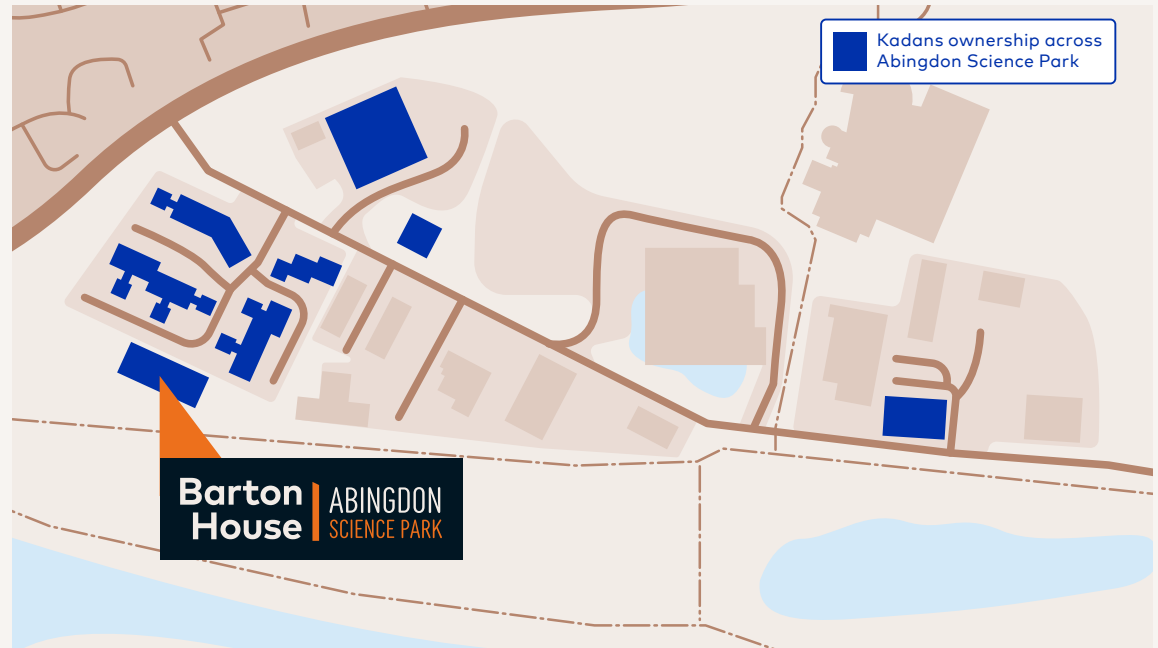 Kadans ownership across
Abingdon Science Park
Barton
House
ABINGDON
SCIENCE PARK